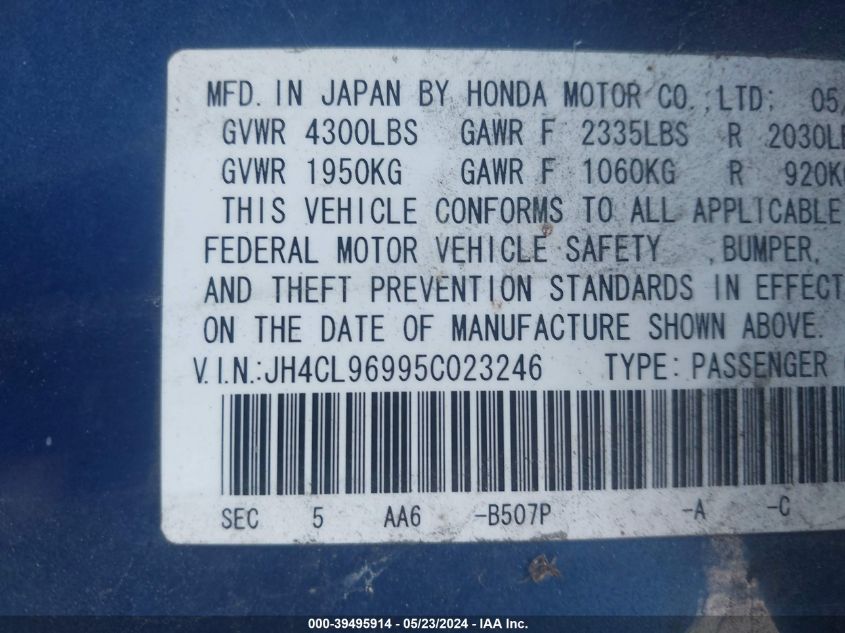 MFD. IN JAPAN BY HONDA MOTOR CO.,LTD; 05,
GVWR 4300LBS GAWR F 2335LBS R 2030LB
GVWR 1950KG GAWR F 1060KG R 920KG
THIS VEHICLE CONFORMS TO ALL APPLICABLE
FEDERAL MOTOR VEHICLE SAFETY ,BUMPER,
AND THEFT PREVENTION STANDARDS IN EFFECT
ON THE DATE OF MANUFACTURE SHOWN ABOVE.
V.I.N.:JH4CL96995C023246 TYPE: PASSENGER
SEC 5 AA6 -B507P -A -C
000-39495914 - 05/23/2024 - IAA Inc.